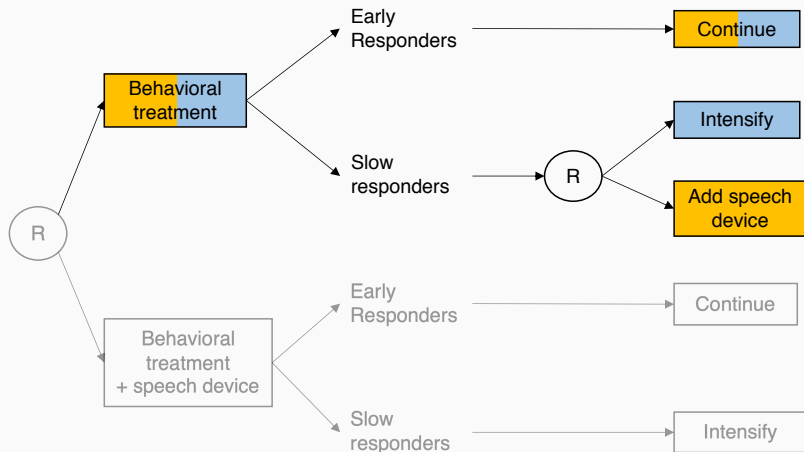 Early
Responders
Continue
Behavioral
treatment
Intensify
Slow
responders
R
Add speech
device
R
Early
Responders
Continue
Behavioral
treatment
+ speech device
Slow
responders
Intensify